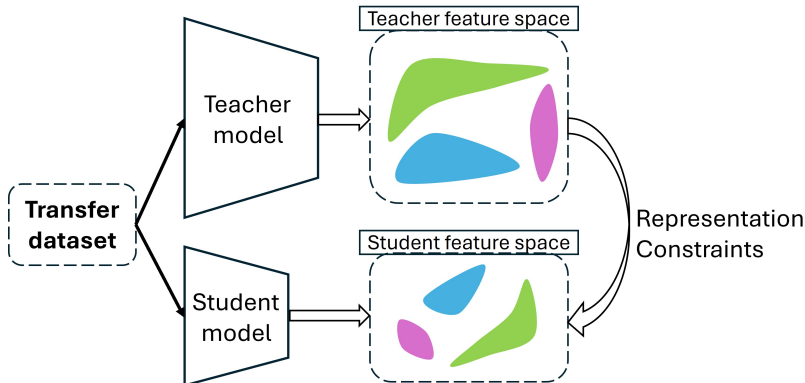 Teacher feature space
Teacher
model
Transfer
dataset
Representation
Constraints
Student feature space
Student
model